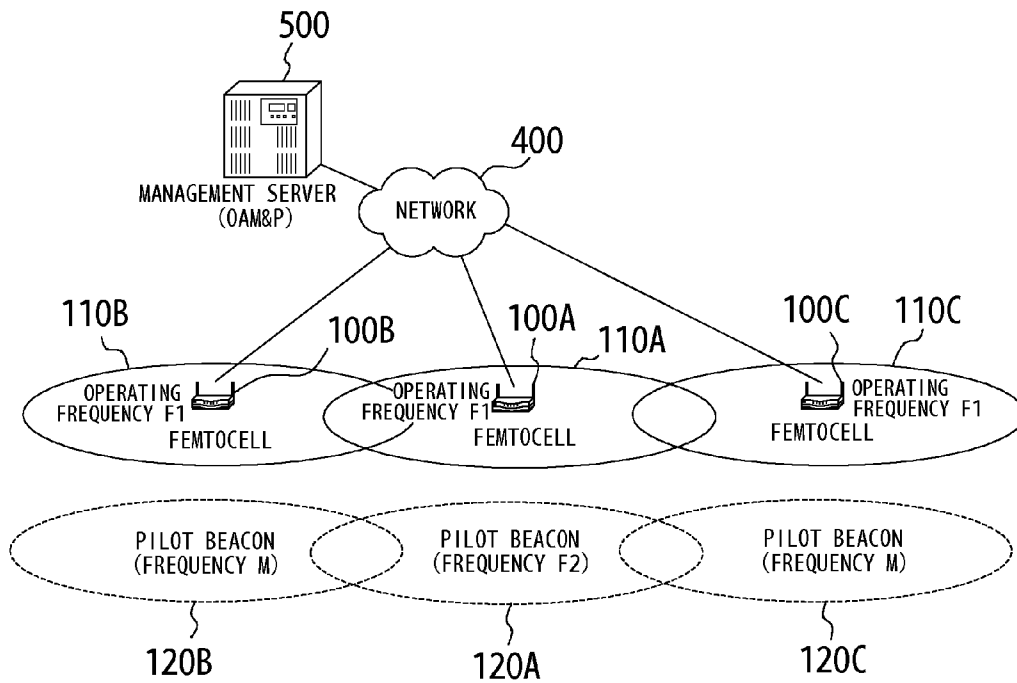 500
400
MANAGEMENT SERVER
(OAM&P)
NETWORK
110B
100B
100A
110A
100C
110C
OPERATING
FREQUENCY F1
FEMTOCELL
OPERATING
FREQUENCY F1
FEMTOCELL
OPERATING
FREQUENCY F1
FEMTOCELL
PILOT BEACON
(FREQUENCY M)
PILOT BEACON
(FREQUENCY F2)
PILOT BEACON
(FREQUENCY M)
120B
120A
120C